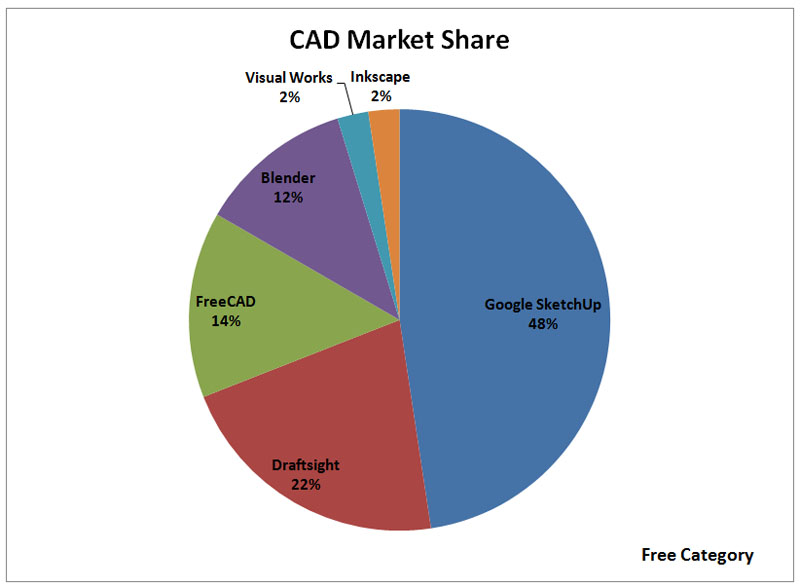 CAD Market Share
Visual Works
2%
Inkscape
2%
Blender
12%
FreeCAD
14%
Google SketchUp
48%
Draftsight
22%
Free Category